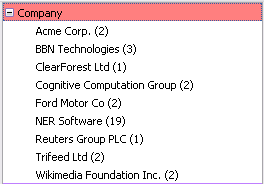 Company
Acme Corp. (2)
BBN Technologies (3)
ClearForest Ltd (1)
Cognitive Computation Group (2)
Ford Motor Co (2)
NER Software (19)
Reuters Group PLC (1)
Trifeed Ltd (2)
Wikimedia Foundation Inc. (2)